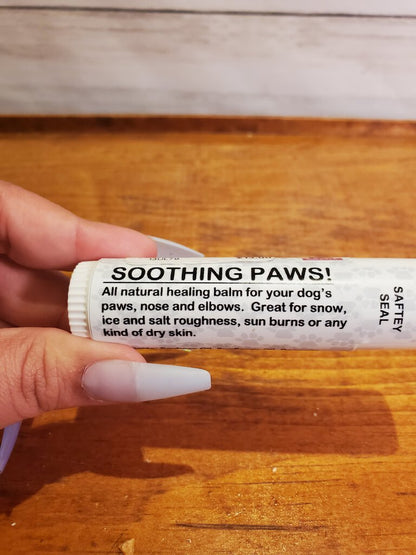 SOOTHING PAWS!
All natural healing balm for your dog's
paws, nose and elbows. Great for snow,
ice and salt roughness, sun burns or any
kind of dry skin.
SAFTEY
SEAL